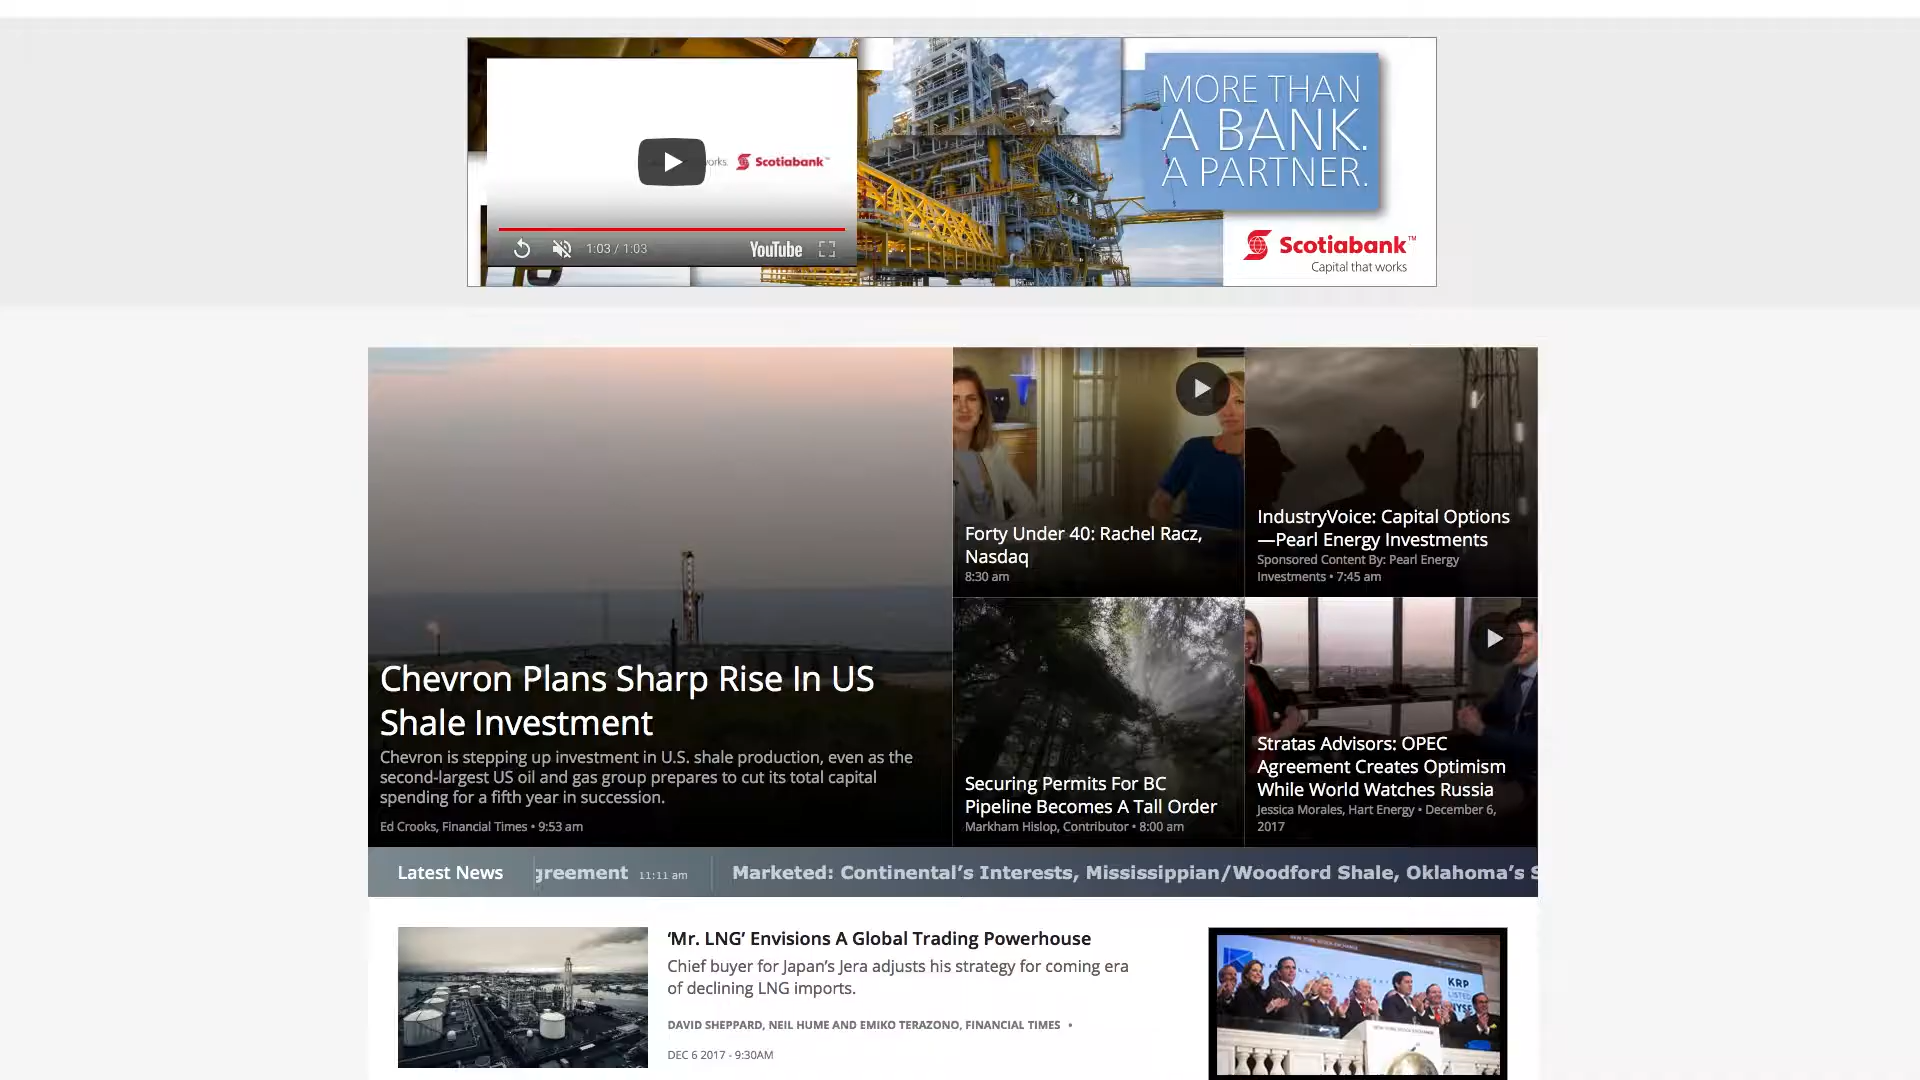 MORE THAN
A BANK.
A PARTNER.
works. Scotiabank™
1:03 / 1:03
YouTube
Scotiabank™
Capital that works
Forty Under 40: Rachel Racz,
Nasdaq
8:30 am
IndustryVoice: Capital Options
—Pearl Energy Investments
Sponsored Content By: Pearl Energy
Investments • 7:45 am
Chevron Plans Sharp Rise In US
Shale Investment
Chevron is stepping up investment in U.S. shale production, even as the
second-largest US oil and gas group prepares to cut its total capital
spending for a fifth year in succession.
Ed Crooks, Financial Times • 9:53 am
Securing Permits For BC
Pipeline Becomes A Tall Order
Markham Hislop, Contributor • 8:00 am
Stratas Advisors: OPEC
Agreement Creates Optimism
While World Watches Russia
Jessica Morales, Hart Energy • December 6,
2017
Latest News greement 11:11 am Marketed: Continental’s Interests, Mississippian/Woodford Shale, Oklahoma’s S
‘Mr. LNG’ Envisions A Global Trading Powerhouse
Chief buyer for Japan’s Jera adjusts his strategy for coming era
of declining LNG imports.
DAVID SHEPPARD, NEIL HUME AND EMIKO TERAZONO, FINANCIAL TIMES •
DEC 6 2017 - 9:30AM
KRP
LISTED
NYSE